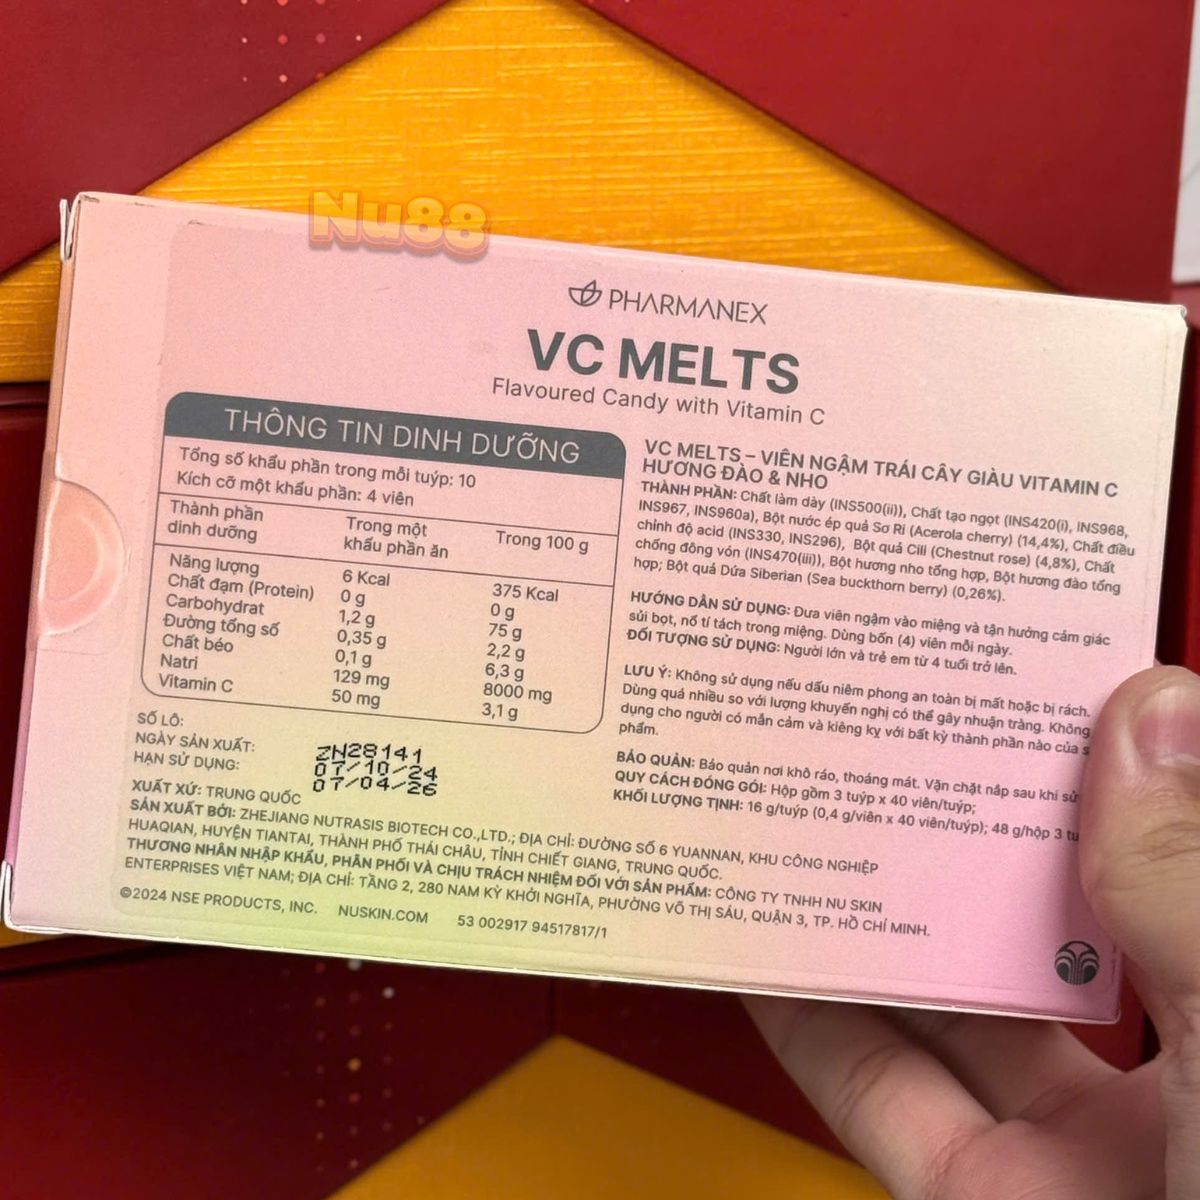 Nu88
PHARMANEX
VC MELTS
Flavoured Candy with Vitamin C
THÔNG TIN DINH DƯỠNG
Tổng số khẩu phần trong mỗi tuýp: 10
Kích cỡ một khẩu phần: 4 viên
Thành phần dinh dưỡng Trong một khẩu phần ăn Trong 100 g
Năng lượng 6 Kcal 375 Kcal
Chất đạm (Protein) 0 g 0 g
Carbohydrat 1,2 g 75 g
Đường tổng số 0,35 g 2,2 g
Chất béo 0,1 g 6,3 g
Natri 129 mg 8000 mg
Vitamin C 50 mg 3,1 g
VC MELTS – VIÊN NGẬM TRÁI CÂY GIÀU VITAMIN C
HƯƠNG ĐÀO & NHO
THÀNH PHẦN: Chất làm dày (INS500(ii)), Chất tạo ngọt (INS420(i), INS968,
INS967, INS960a), Bột nước ép quả Sơ Ri (Acerola cherry) (14,4%), Chất điều
chỉnh độ acid (INS330, INS296), Bột quả Cili (Chestnut rose) (4,8%), Chất
chống đông vón (INS470(iii)), Bột hương nho tổng hợp, Bột hương đào tổng
hợp; Bột quả Dứa Siberian (Sea buckthorn berry) (0,26%).
HƯỚNG DẪN SỬ DỤNG: Đưa viên ngậm vào miệng và tận hưởng cảm giác
sủi bọt, nổ tí tách trong miệng. Dùng bốn (4) viên mỗi ngày.
ĐỐI TƯỢNG SỬ DỤNG: Người lớn và trẻ em từ 4 tuổi trở lên.
LƯU Ý: Không sử dụng nếu dấu niêm phong an toàn bị mất hoặc bị rách.
Dùng quá nhiều so với lượng khuyến nghị có thể gây nhuận tràng. Không
dụng cho người có mẫn cảm và kiêng kỵ với bất kỳ thành phần nào của s
phẩm.
BẢO QUẢN: Bảo quản nơi khô ráo, thoáng mát. Vặn chặt nắp sau khi sử
QUY CÁCH ĐÓNG GÓI: Hộp gồm 3 tuýp x 40 viên/tuýp;
KHỐI LƯỢNG TỊNH: 16 g/tuýp (0,4 g/viên x 40 viên/tuýp); 48 g/hộp 3 tu
SỐ LÔ: ZN28141
NGÀY SẢN XUẤT: 07/10/24
HẠN SỬ DỤNG: 07/04/26
XUẤT XỨ: TRUNG QUỐC
SẢN XUẤT BỞI: ZHEJIANG NUTRASIS BIOTECH CO.,LTD.; ĐỊA CHỈ: ĐƯỜNG SỐ 6 YUANNAN, KHU CÔNG NGHIỆP
HUAQIAN, HUYỆN TIANTAI, THÀNH PHỐ THÁI CHÂU, TỈNH CHIẾT GIANG, TRUNG QUỐC.
THƯƠNG NHÂN NHẬP KHẨU, PHÂN PHỐI VÀ CHỊU TRÁCH NHIỆM ĐỐI VỚI SẢN PHẨM: CÔNG TY TNHH NU SKIN
ENTERPRISES VIỆT NAM; ĐỊA CHỈ: TẦNG 2, 280 NAM KỲ KHỞI NGHĨA, PHƯỜNG VÕ THỊ SÁU, QUẬN 3, TP. HỒ CHÍ MINH.
©2024 NSE PRODUCTS, INC. NUSKIN.COM 53 002917 94517817/1